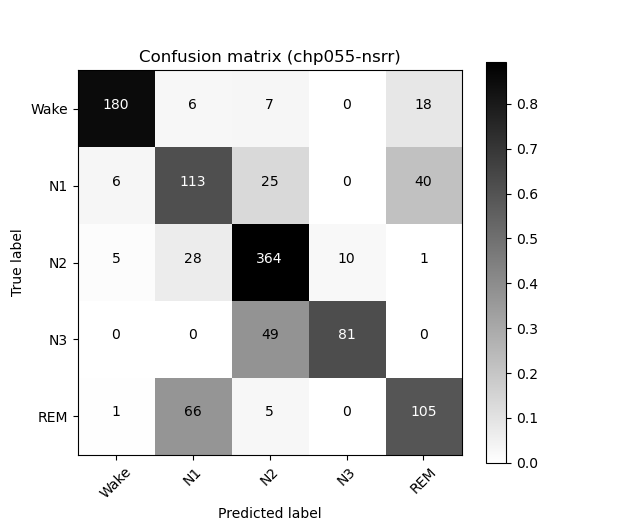 Confusion matrix (chp055-nsrr)
True label
Wake 180 6 7 0 18
N1 6 113 25 0 40
N2 5 28 364 10 1
N3 0 0 49 81 0
REM 1 66 5 0 105
Wake N1 N2 N3 REM
Predicted label
0.8
0.7
0.6
0.5
0.4
0.3
0.2
0.1
0.0